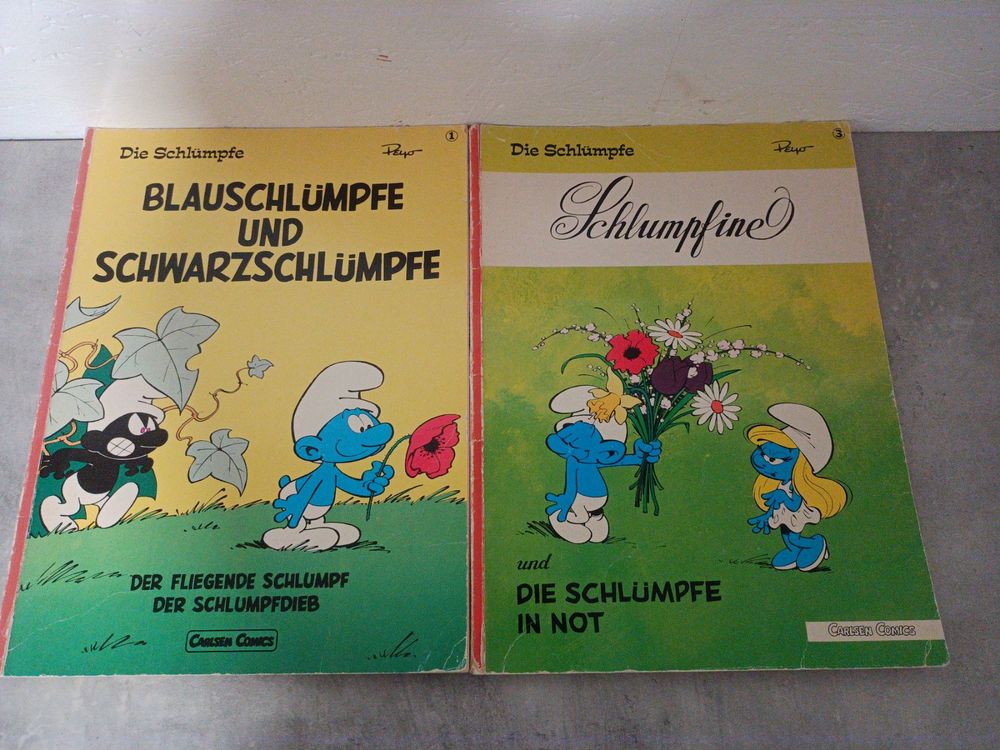 Die Schlümpfe
Peyo
1
BLAUSCHLÜMPFE
UND
SCHWARZSCHLÜMPFE
DER FLIEGENDE SCHLUMPF
DER SCHLUMPFDIEB
CARLSEN COMICS
Die Schlümpfe
Peyo
3
Schlumpfine
und
DIE SCHLÜMPFE
IN NOT
CARLSEN COMICS